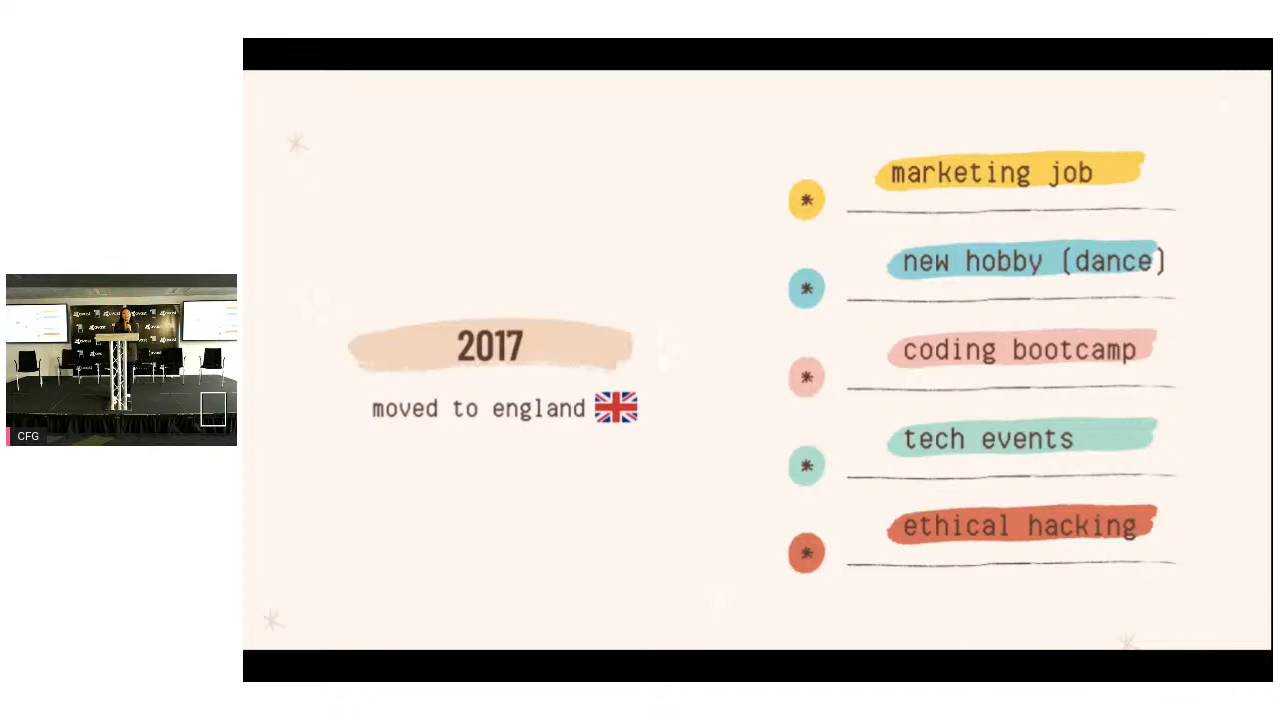 2017
moved to england
marketing job
new hobby (dance)
coding bootcamp
tech events
ethical hacking
CFG